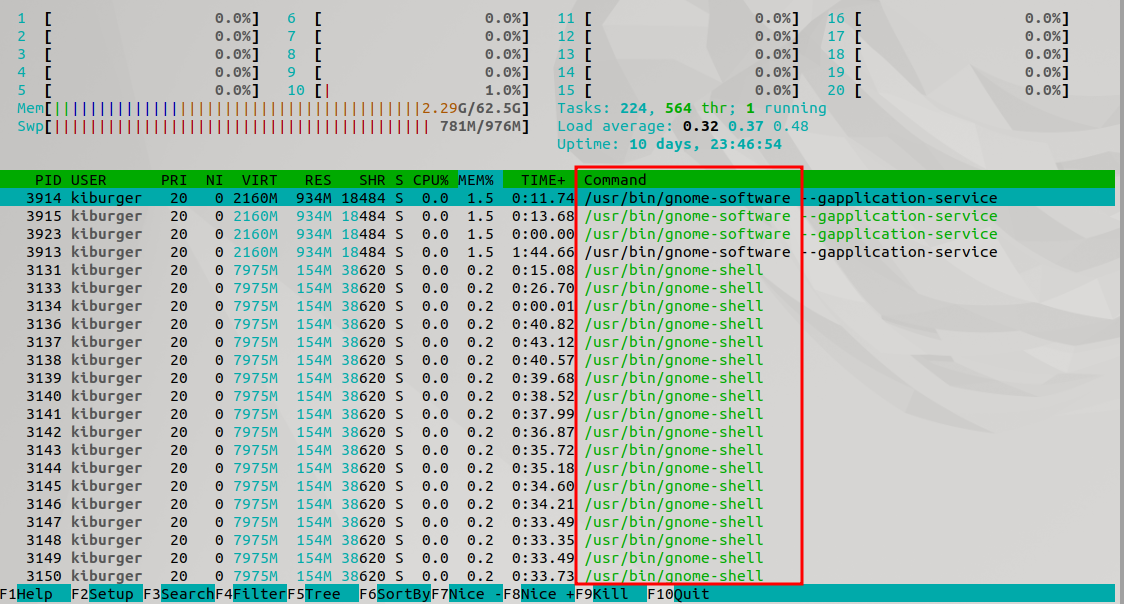 1 [ 0.0%] 6 [ 0.0%] 11 [ 0.0%] 16 [ 0.0%]
2 [ 0.0%] 7 [ 0.0%] 12 [ 0.0%] 17 [ 0.0%]
3 [ 0.0%] 8 [ 0.0%] 13 [ 0.0%] 18 [ 0.0%]
4 [ 0.0%] 9 [ 0.0%] 14 [ 0.0%] 19 [ 0.0%]
5 [ 0.0%] 10 [| 1.0%] 15 [ 0.0%] 20 [ 0.0%]
Mem[|||||||||||||||||||||||||||||||||||||||||2.29G/62.5G] Tasks: 224, 564 thr; 1 running
Swp[|||||||||||||||||||||||||||||||||||||||||| 781M/976M] Load average: 0.32 0.37 0.48
Uptime: 10 days, 23:46:54
PID USER PRI NI VIRT RES SHR S CPU% MEM% TIME+ Command
3914 kiburger 20 0 2160M 934M 18484 S 0.0 1.5 0:11.74 /usr/bin/gnome-software --gapplication-service
3915 kiburger 20 0 2160M 934M 18484 S 0.0 1.5 0:13.68 /usr/bin/gnome-software --gapplication-service
3923 kiburger 20 0 2160M 934M 18484 S 0.0 1.5 0:00.00 /usr/bin/gnome-software --gapplication-service
3913 kiburger 20 0 2160M 934M 18484 S 0.0 1.5 1:44.66 /usr/bin/gnome-software --gapplication-service
3131 kiburger 20 0 7975M 154M 38620 S 0.0 0.2 0:15.08 /usr/bin/gnome-shell
3133 kiburger 20 0 7975M 154M 38620 S 0.0 0.2 0:26.70 /usr/bin/gnome-shell
3134 kiburger 20 0 7975M 154M 38620 S 0.0 0.2 0:00.01 /usr/bin/gnome-shell
3136 kiburger 20 0 7975M 154M 38620 S 0.0 0.2 0:40.82 /usr/bin/gnome-shell
3137 kiburger 20 0 7975M 154M 38620 S 0.0 0.2 0:43.12 /usr/bin/gnome-shell
3138 kiburger 20 0 7975M 154M 38620 S 0.0 0.2 0:40.57 /usr/bin/gnome-shell
3139 kiburger 20 0 7975M 154M 38620 S 0.0 0.2 0:39.68 /usr/bin/gnome-shell
3140 kiburger 20 0 7975M 154M 38620 S 0.0 0.2 0:38.52 /usr/bin/gnome-shell
3141 kiburger 20 0 7975M 154M 38620 S 0.0 0.2 0:37.99 /usr/bin/gnome-shell
3142 kiburger 20 0 7975M 154M 38620 S 0.0 0.2 0:36.87 /usr/bin/gnome-shell
3143 kiburger 20 0 7975M 154M 38620 S 0.0 0.2 0:35.72 /usr/bin/gnome-shell
3144 kiburger 20 0 7975M 154M 38620 S 0.0 0.2 0:35.18 /usr/bin/gnome-shell
3145 kiburger 20 0 7975M 154M 38620 S 0.0 0.2 0:34.60 /usr/bin/gnome-shell
3146 kiburger 20 0 7975M 154M 38620 S 0.0 0.2 0:34.21 /usr/bin/gnome-shell
3147 kiburger 20 0 7975M 154M 38620 S 0.0 0.2 0:33.49 /usr/bin/gnome-shell
3148 kiburger 20 0 7975M 154M 38620 S 0.0 0.2 0:33.35 /usr/bin/gnome-shell
3149 kiburger 20 0 7975M 154M 38620 S 0.0 0.2 0:33.49 /usr/bin/gnome-shell
3150 kiburger 20 0 7975M 154M 38620 S 0.0 0.2 0:33.73 /usr/bin/gnome-shell
F1Help F2Setup F3SearchF4FilterF5Tree F6SortByF7Nice -F8Nice +F9Kill F10Quit